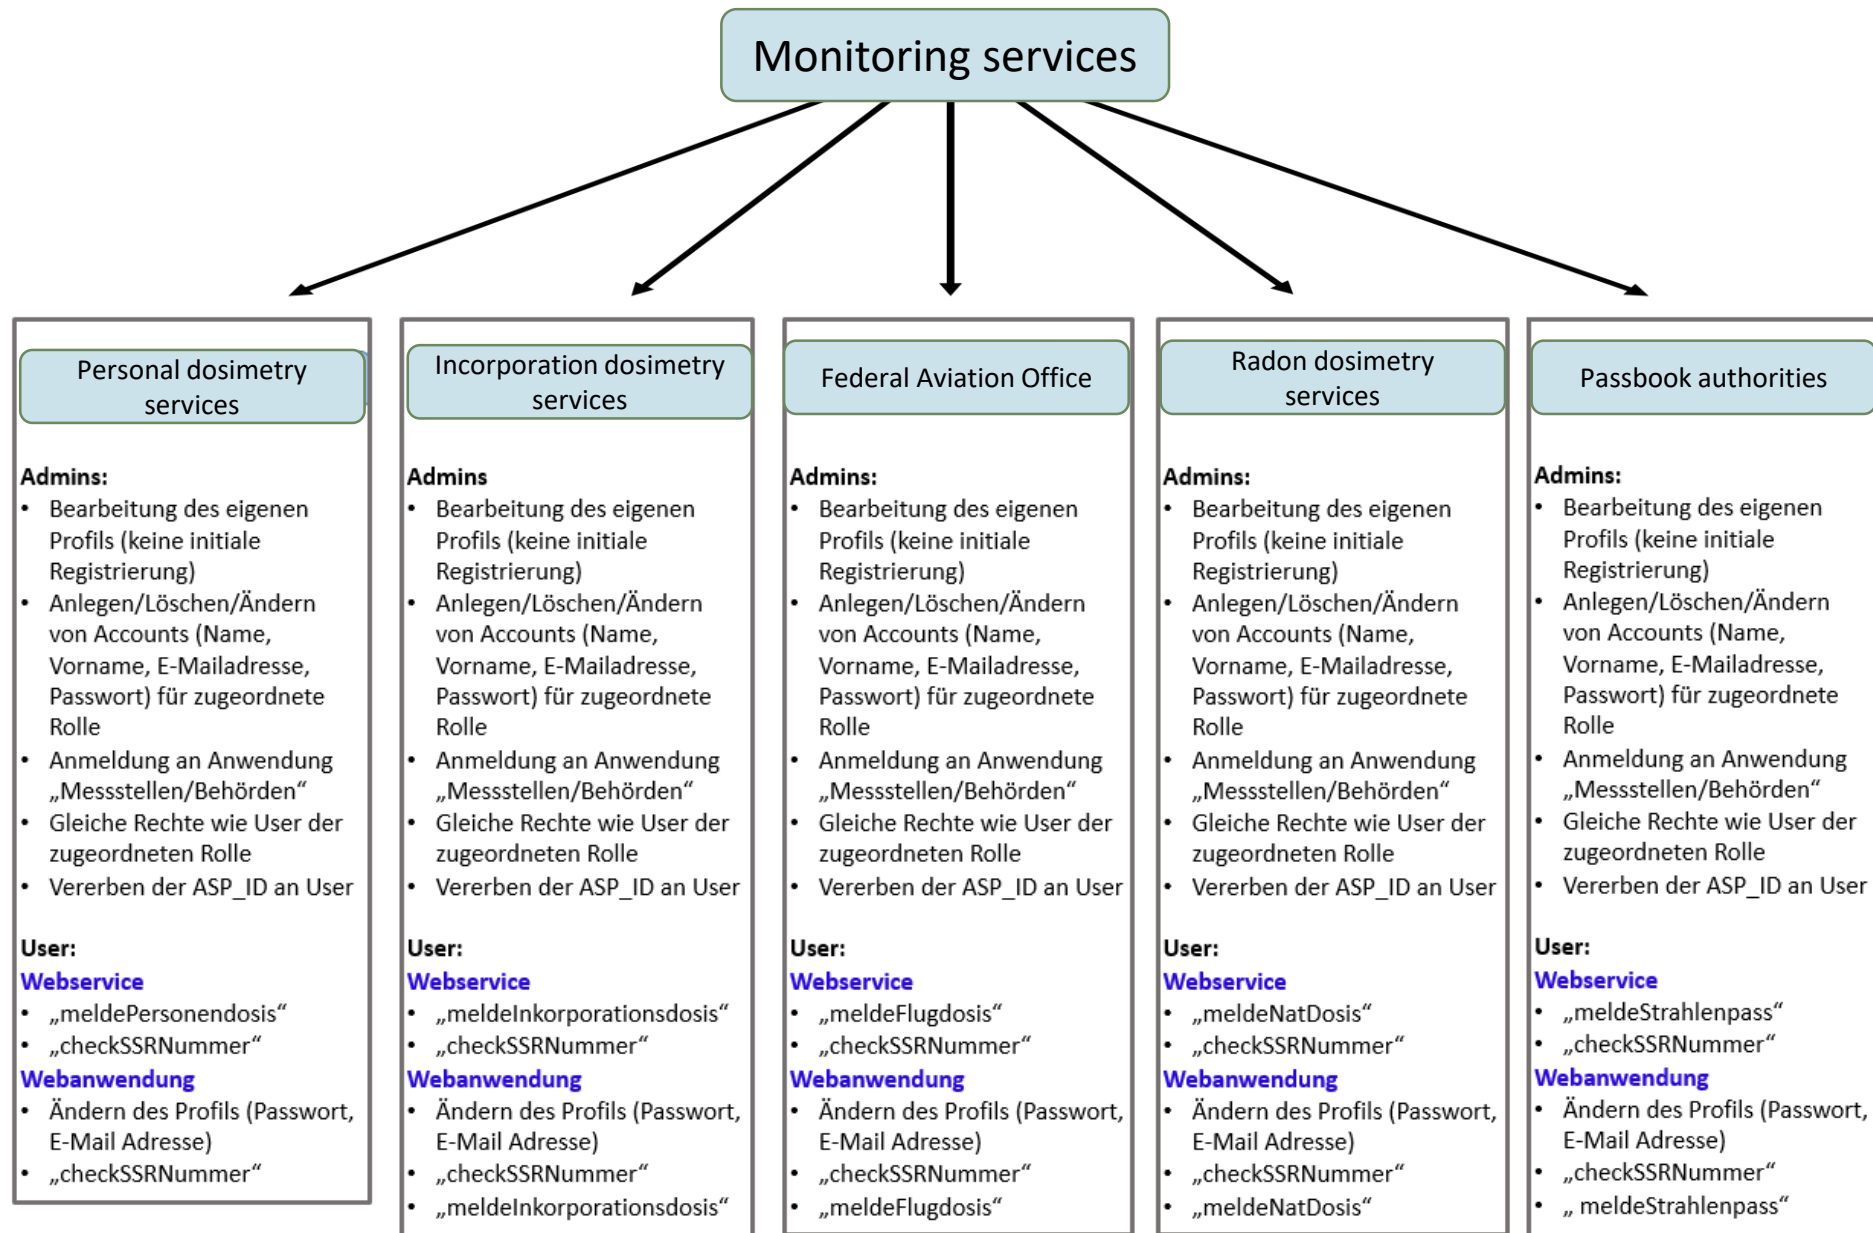 Monitoring services
Personal dosimetry
services
Admins:
• Bearbeitung des eigenen
Profils (keine initiale
Registrierung)
• Anlegen/Löschen/Ändern
von Accounts (Name,
Vorname, E-Mailadresse,
Passwort) für zugeordnete
Rolle
• Anmeldung an Anwendung
„Messstellen/Behörden“
• Gleiche Rechte wie User der
zugeordneten Rolle
• Vererben der ASP_ID an User
User:
Webservice
• „meldePersonendosis“
• „checkSSRNummer“
Webanwendung
• Ändern des Profils (Passwort,
E-Mail Adresse)
• „checkSSRNummer“
Incorporation dosimetry
services
Admins
• Bearbeitung des eigenen
Profils (keine initiale
Registrierung)
• Anlegen/Löschen/Ändern
von Accounts (Name,
Vorname, E-Mailadresse,
Passwort) für zugeordnete
Rolle
• Anmeldung an Anwendung
„Messstellen/Behörden“
• Gleiche Rechte wie User der
zugeordneten Rolle
• Vererben der ASP_ID an User
User:
Webservice
• „meldeInkorporationsdosis“
• „checkSSRNummer“
Webanwendung
• Ändern des Profils (Passwort,
E-Mail Adresse)
• „checkSSRNummer“
• „meldeInkorporationsdosis“
Federal Aviation Office
Admins:
• Bearbeitung des eigenen
Profils (keine initiale
Registrierung)
• Anlegen/Löschen/Ändern
von Accounts (Name,
Vorname, E-Mailadresse,
Passwort) für zugeordnete
Rolle
• Anmeldung an Anwendung
„Messstellen/Behörden“
• Gleiche Rechte wie User der
zugeordneten Rolle
• Vererben der ASP_ID an User
User:
Webservice
• „meldeFlugdosis“
• „checkSSRNummer“
Webanwendung
• Ändern des Profils (Passwort,
E-Mail Adresse)
• „checkSSRNummer“
• „meldeFlugdosis“
Radon dosimetry
services
Admins:
• Bearbeitung des eigenen
Profils (keine initiale
Registrierung)
• Anlegen/Löschen/Ändern
von Accounts (Name,
Vorname, E-Mailadresse,
Passwort) für zugeordnete
Rolle
• Anmeldung an Anwendung
„Messstellen/Behörden“
• Gleiche Rechte wie User der
zugeordneten Rolle
• Vererben der ASP_ID an User
User:
Webservice
• „meldeNatDosis“
• „checkSSRNummer“
Webanwendung
• Ändern des Profils (Passwort,
E-Mail Adresse)
• „checkSSRNummer“
• „meldeNatDosis“
Passbook authorities
Admins:
• Bearbeitung des eigenen
Profils (keine initiale
Registrierung)
• Anlegen/Löschen/Ändern
von Accounts (Name,
Vorname, E-Mailadresse,
Passwort) für zugeordnete
Rolle
• Anmeldung an Anwendung
„Messstellen/Behörden“
• Gleiche Rechte wie User der
zugeordneten Rolle
• Vererben der ASP_ID an User
User:
Webservice
• „meldeStrahlenpass“
• „checkSSRNummer“
Webanwendung
• Ändern des Profils (Passwort,
E-Mail Adresse)
• „checkSSRNummer“
• „ meldeStrahlenpass“